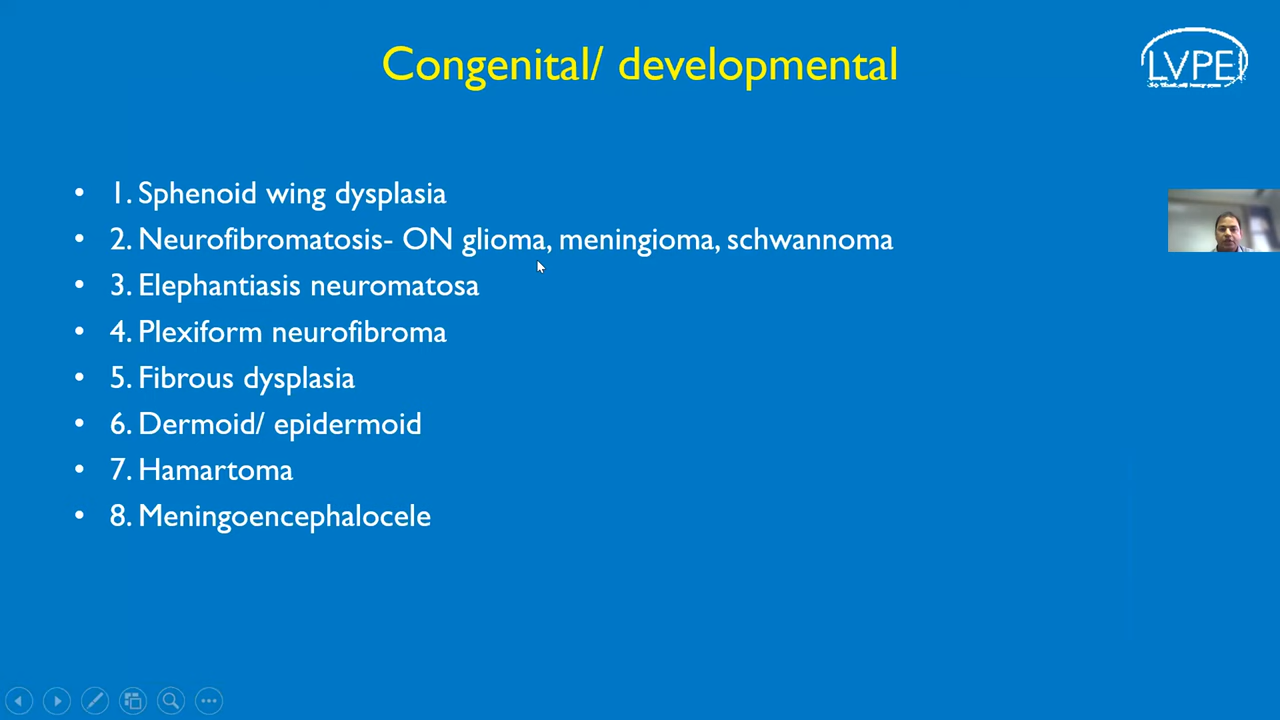 Congenital/ developmental
LVPEI
• 1. Sphenoid wing dysplasia
• 2. Neurofibromatosis- ON glioma, meningioma, schwannoma
• 3. Elephantiasis neuromatosa
• 4. Plexiform neurofibroma
• 5. Fibrous dysplasia
• 6. Dermoid/ epidermoid
• 7. Hamartoma
• 8. Meningoencephalocele